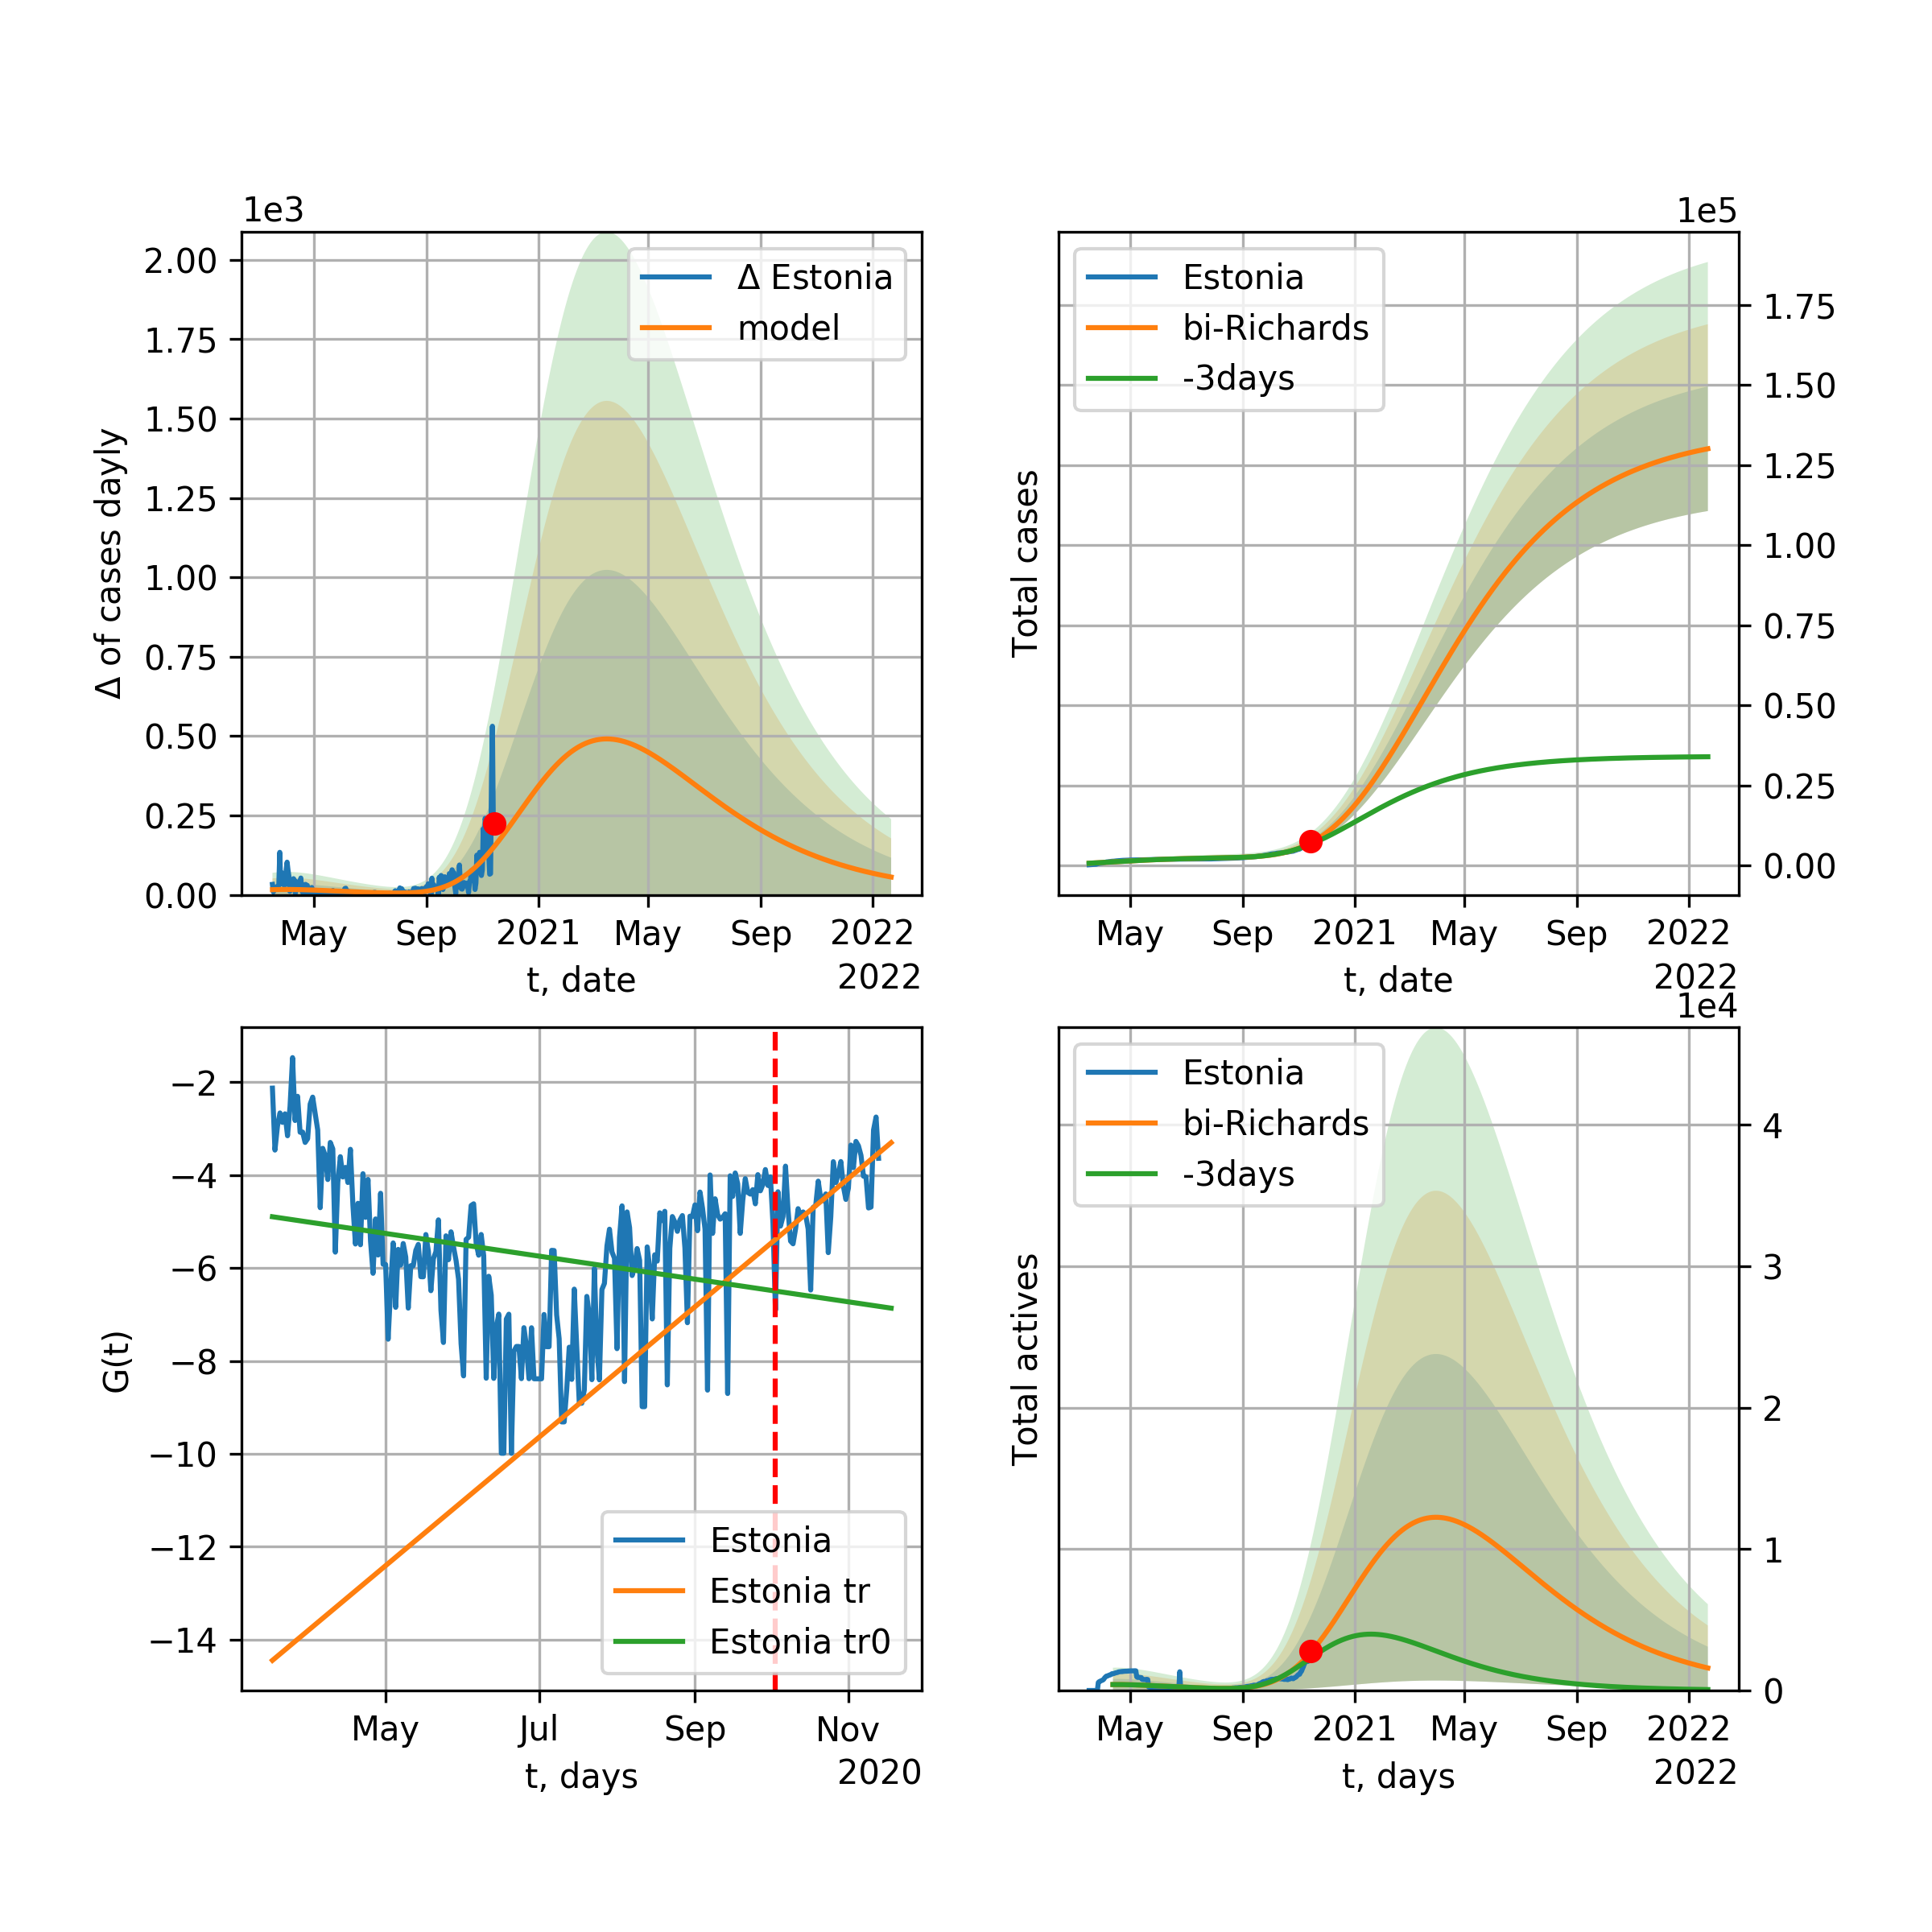 1e3
Δ of cases dayly
2.00
1.75
1.50
1.25
1.00
0.75
0.50
0.25
0.00
Δ Estonia
model
May Sep 2021 May Sep 2022
t, date
2022
1e5
Total cases
Estonia
bi-Richards
-3days
1.75
1.50
1.25
1.00
0.75
0.50
0.25
0.00
May Sep 2021 May Sep 2022
t, date
2022
G(t)
−2
−4
−6
−8
−10
−12
−14
Estonia
Estonia tr
Estonia tr0
May Jul Sep Nov
t, days
2020
1e4
Total actives
Estonia
bi-Richards
-3days
4
3
2
1
0
May Sep 2021 May Sep 2022
t, days
2022